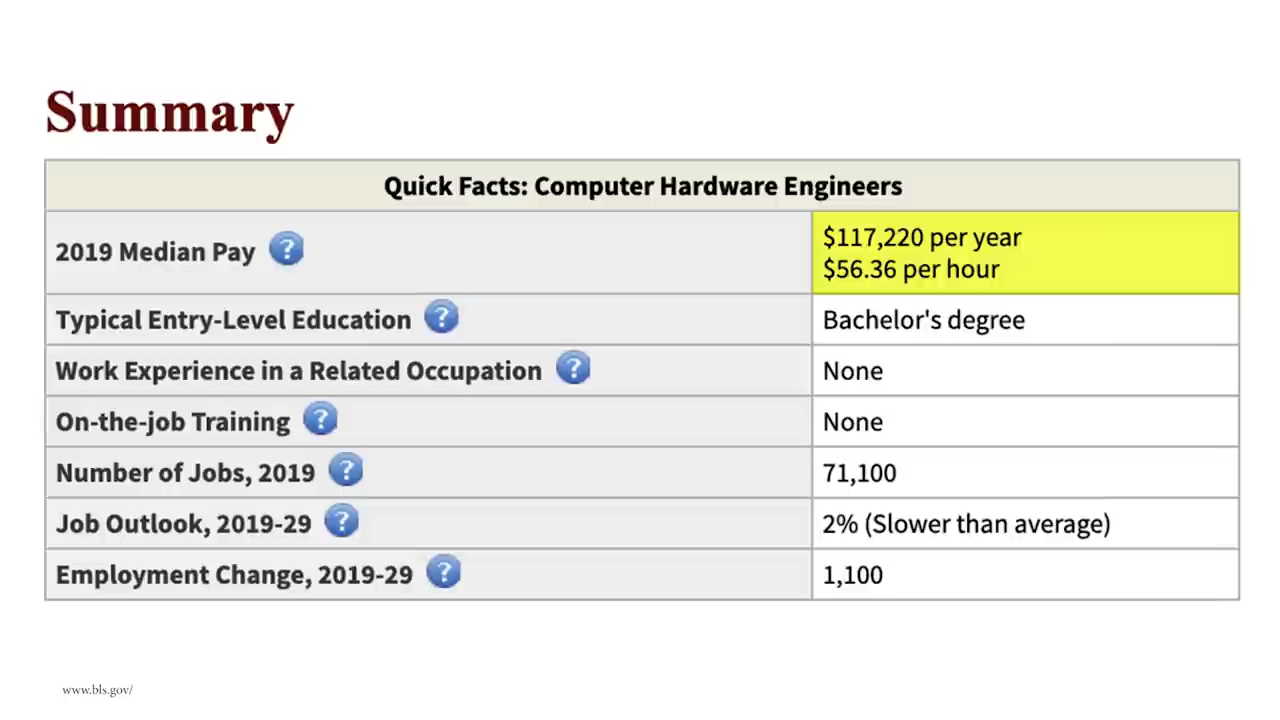 Summary
Quick Facts: Computer Hardware Engineers
2019 Median Pay ?
$117,220 per year
$56.36 per hour
Typical Entry-Level Education ?
Bachelor's degree
Work Experience in a Related Occupation ?
None
On-the-job Training ?
None
Number of Jobs, 2019 ?
71,100
Job Outlook, 2019-29 ?
2% (Slower than average)
Employment Change, 2019-29 ?
1,100
www.bls.gov/